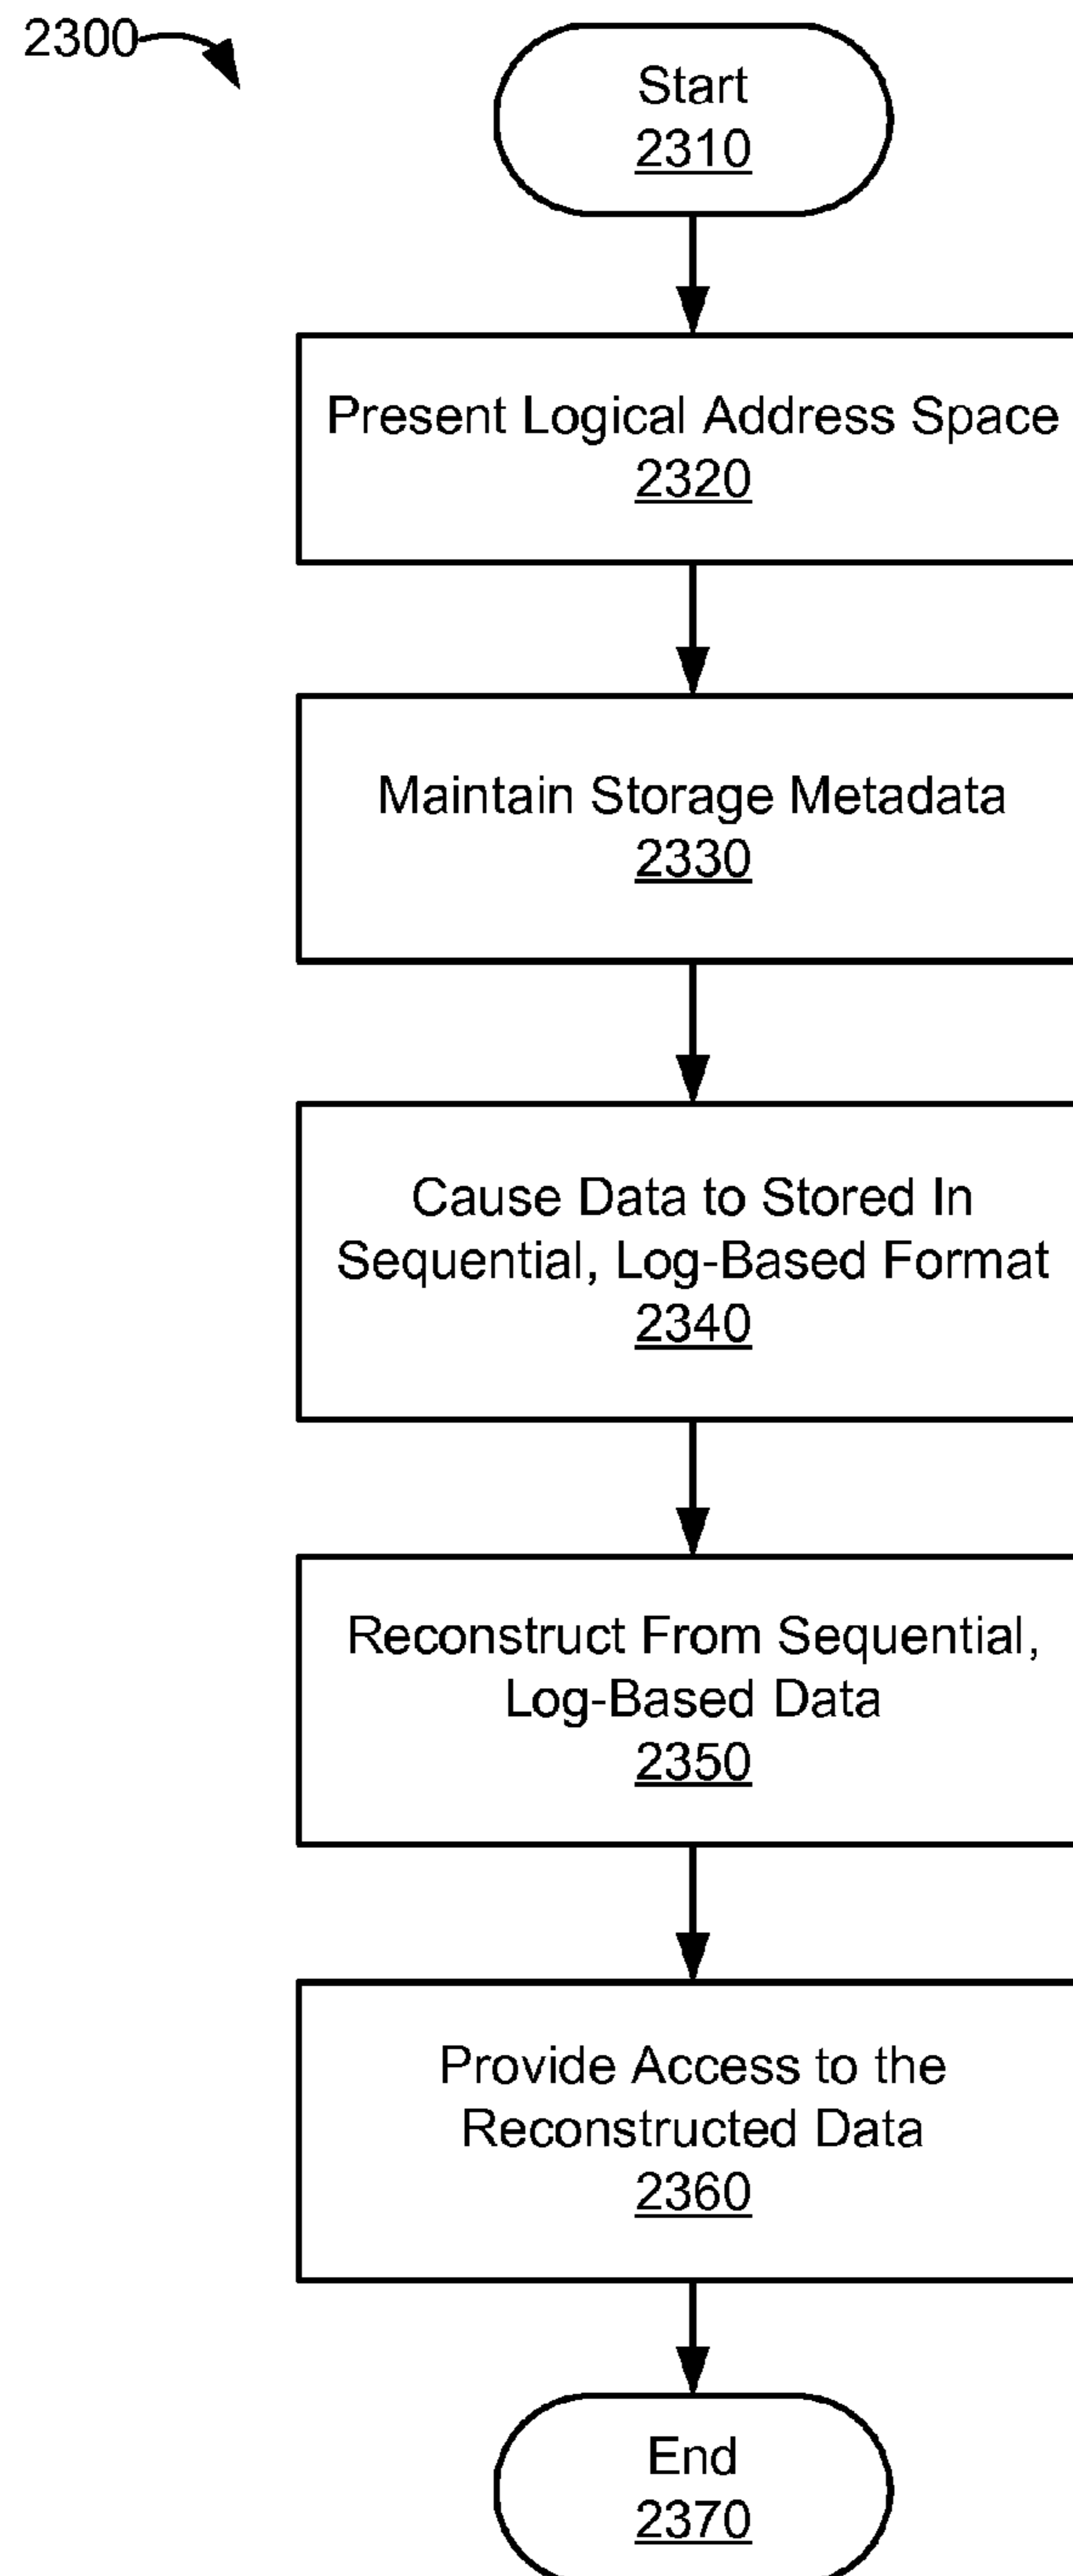 2300
Start
2310
Present Logical Address Space
2320
Maintain Storage Metadata
2330
Cause Data to Stored In
Sequential, Log-Based Format
2340
Reconstruct From Sequential,
Log-Based Data
2350
Provide Access to the
Reconstructed Data
2360
End
2370